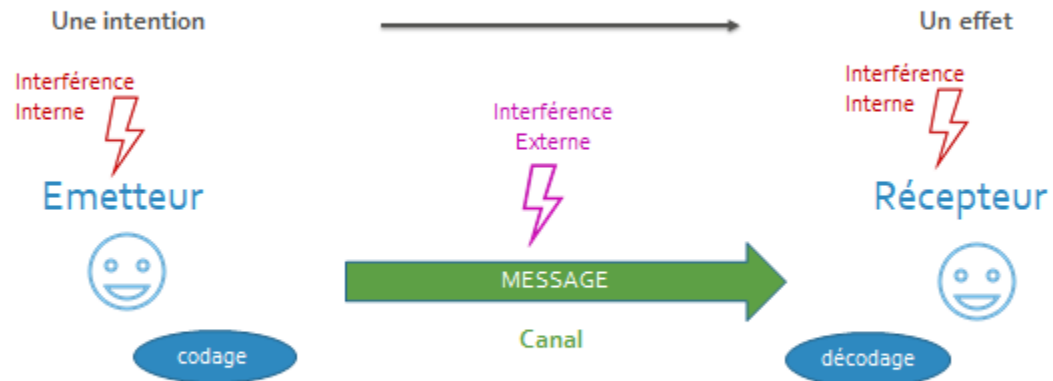 Une intention
Un effet
Interférence
Interne
Interférence
Externe
Interférence
Interne
Emetteur
Récepteur
MESSAGE
Canal
codage
décodage